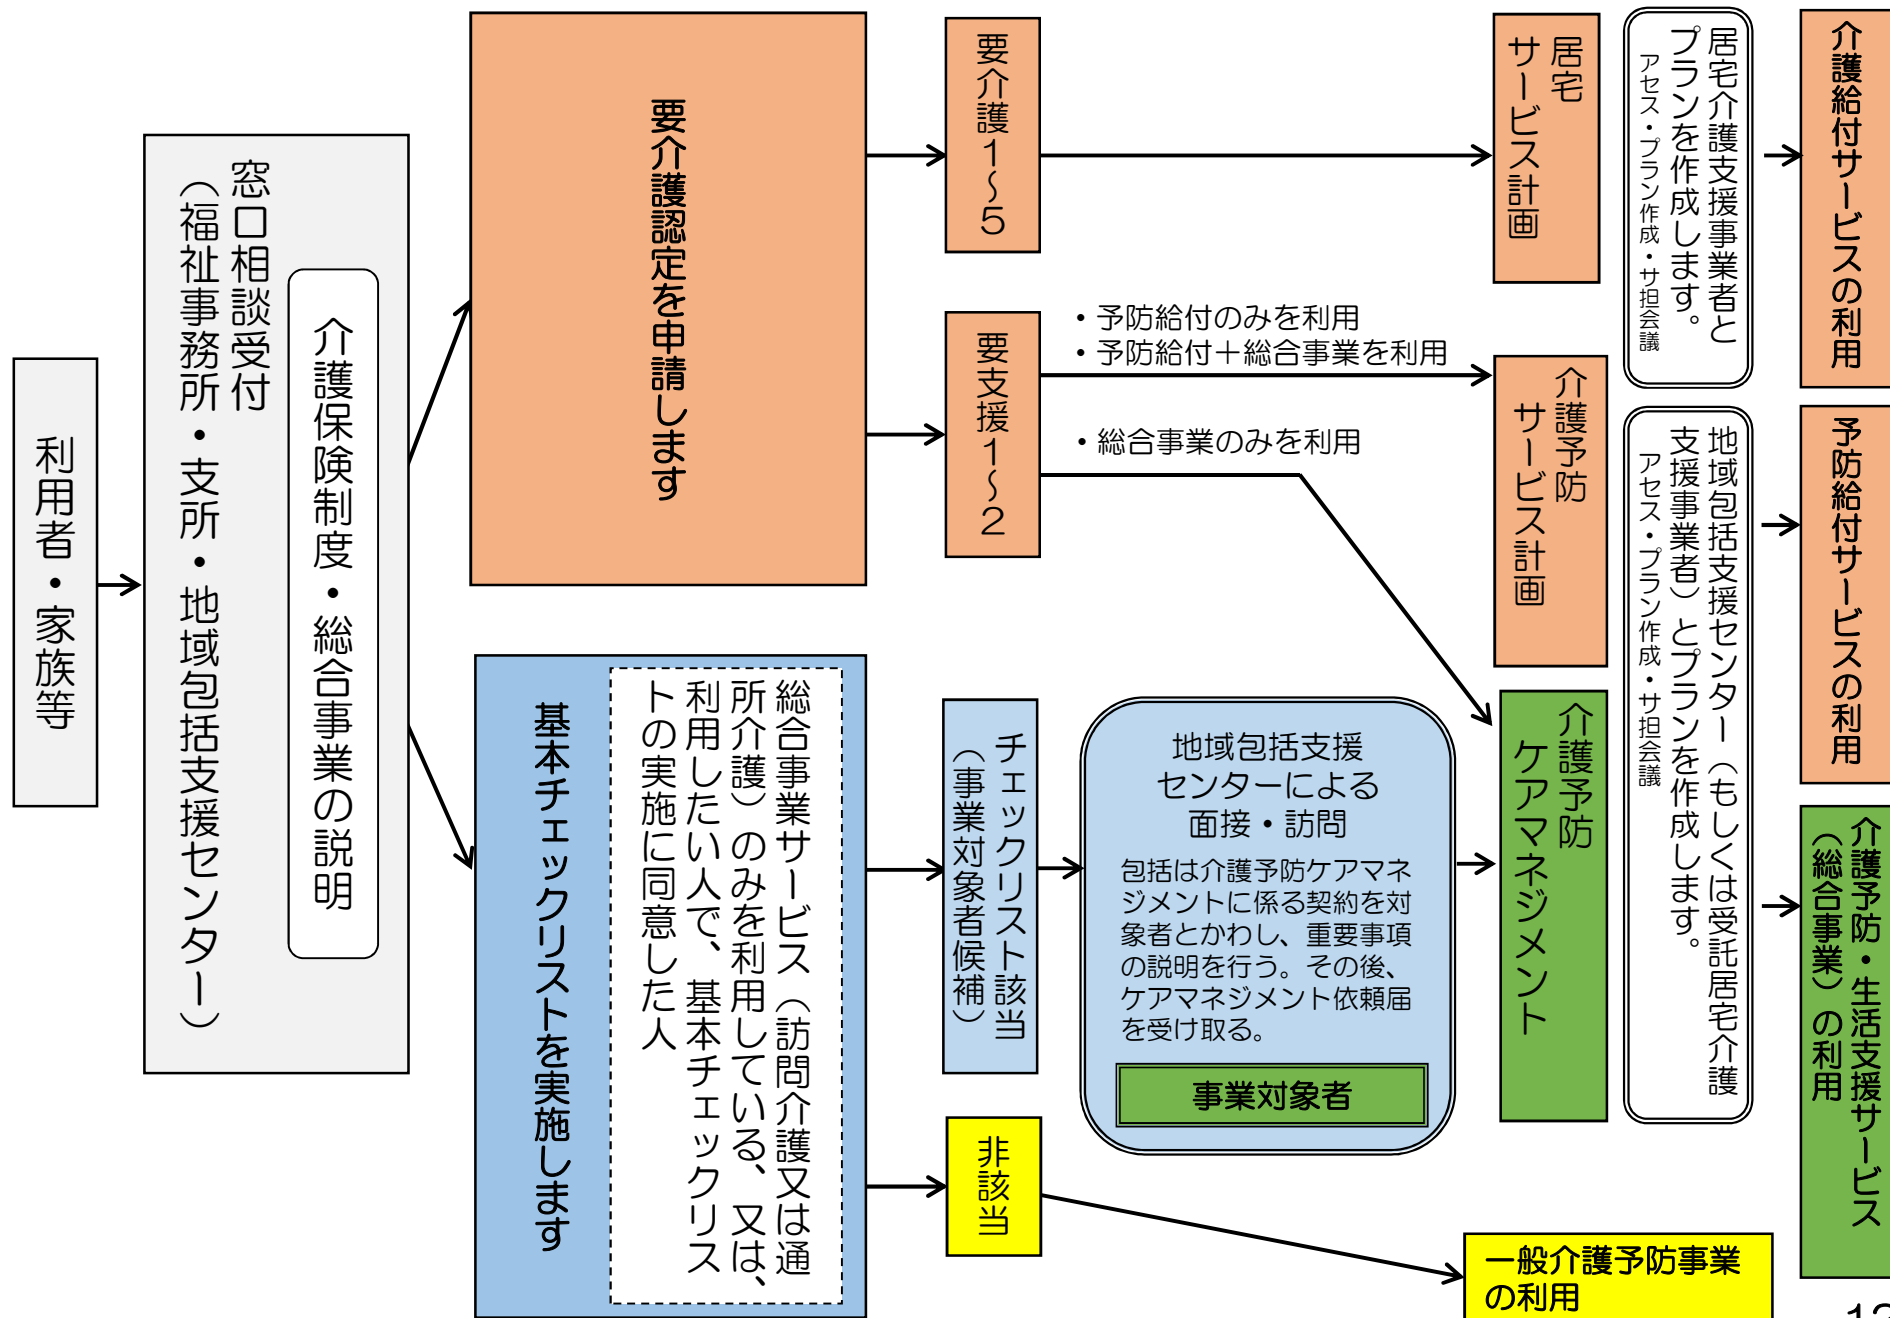 利用者・家族等
窓口相談受付
（福祉事務所・支所・地域包括支援センター）
介護保険制度・総合事業の説明
要介護認定を申請します
要介護１～５
居宅
サービス計画
居宅介護支援事業者と
プランを作成します。
アセス・プラン作成・サ担会議
介護給付サービスの利用
要支援１～２
・予防給付のみを利用
・予防給付＋総合事業を利用
・総合事業のみを利用
介護予防
サービス計画
地域包括支援センター（もしくは受託居宅介護
支援事業者）とプランを作成します。
アセス・プラン作成・サ担会議
予防給付サービスの利用
基本チェックリストを実施します
総合事業サービス（訪問介護又は通
所介護）のみを利用している、又は、
利用したい人で、基本チェックリス
トの実施に同意した人
チェックリスト該当
（事業対象者候補）
地域包括支援
センターによる
面接・訪問
包括は介護予防ケアマネ
ジメントに係る契約を対
象者とかわし、重要事項
の説明を行う。その後、
ケアマネジメント依頼届
を受け取る。
事業対象者
介護予防
ケアマネジメント
介護予防・生活支援サービス
（総合事業）の利用
非該当
一般介護予防事業
の利用